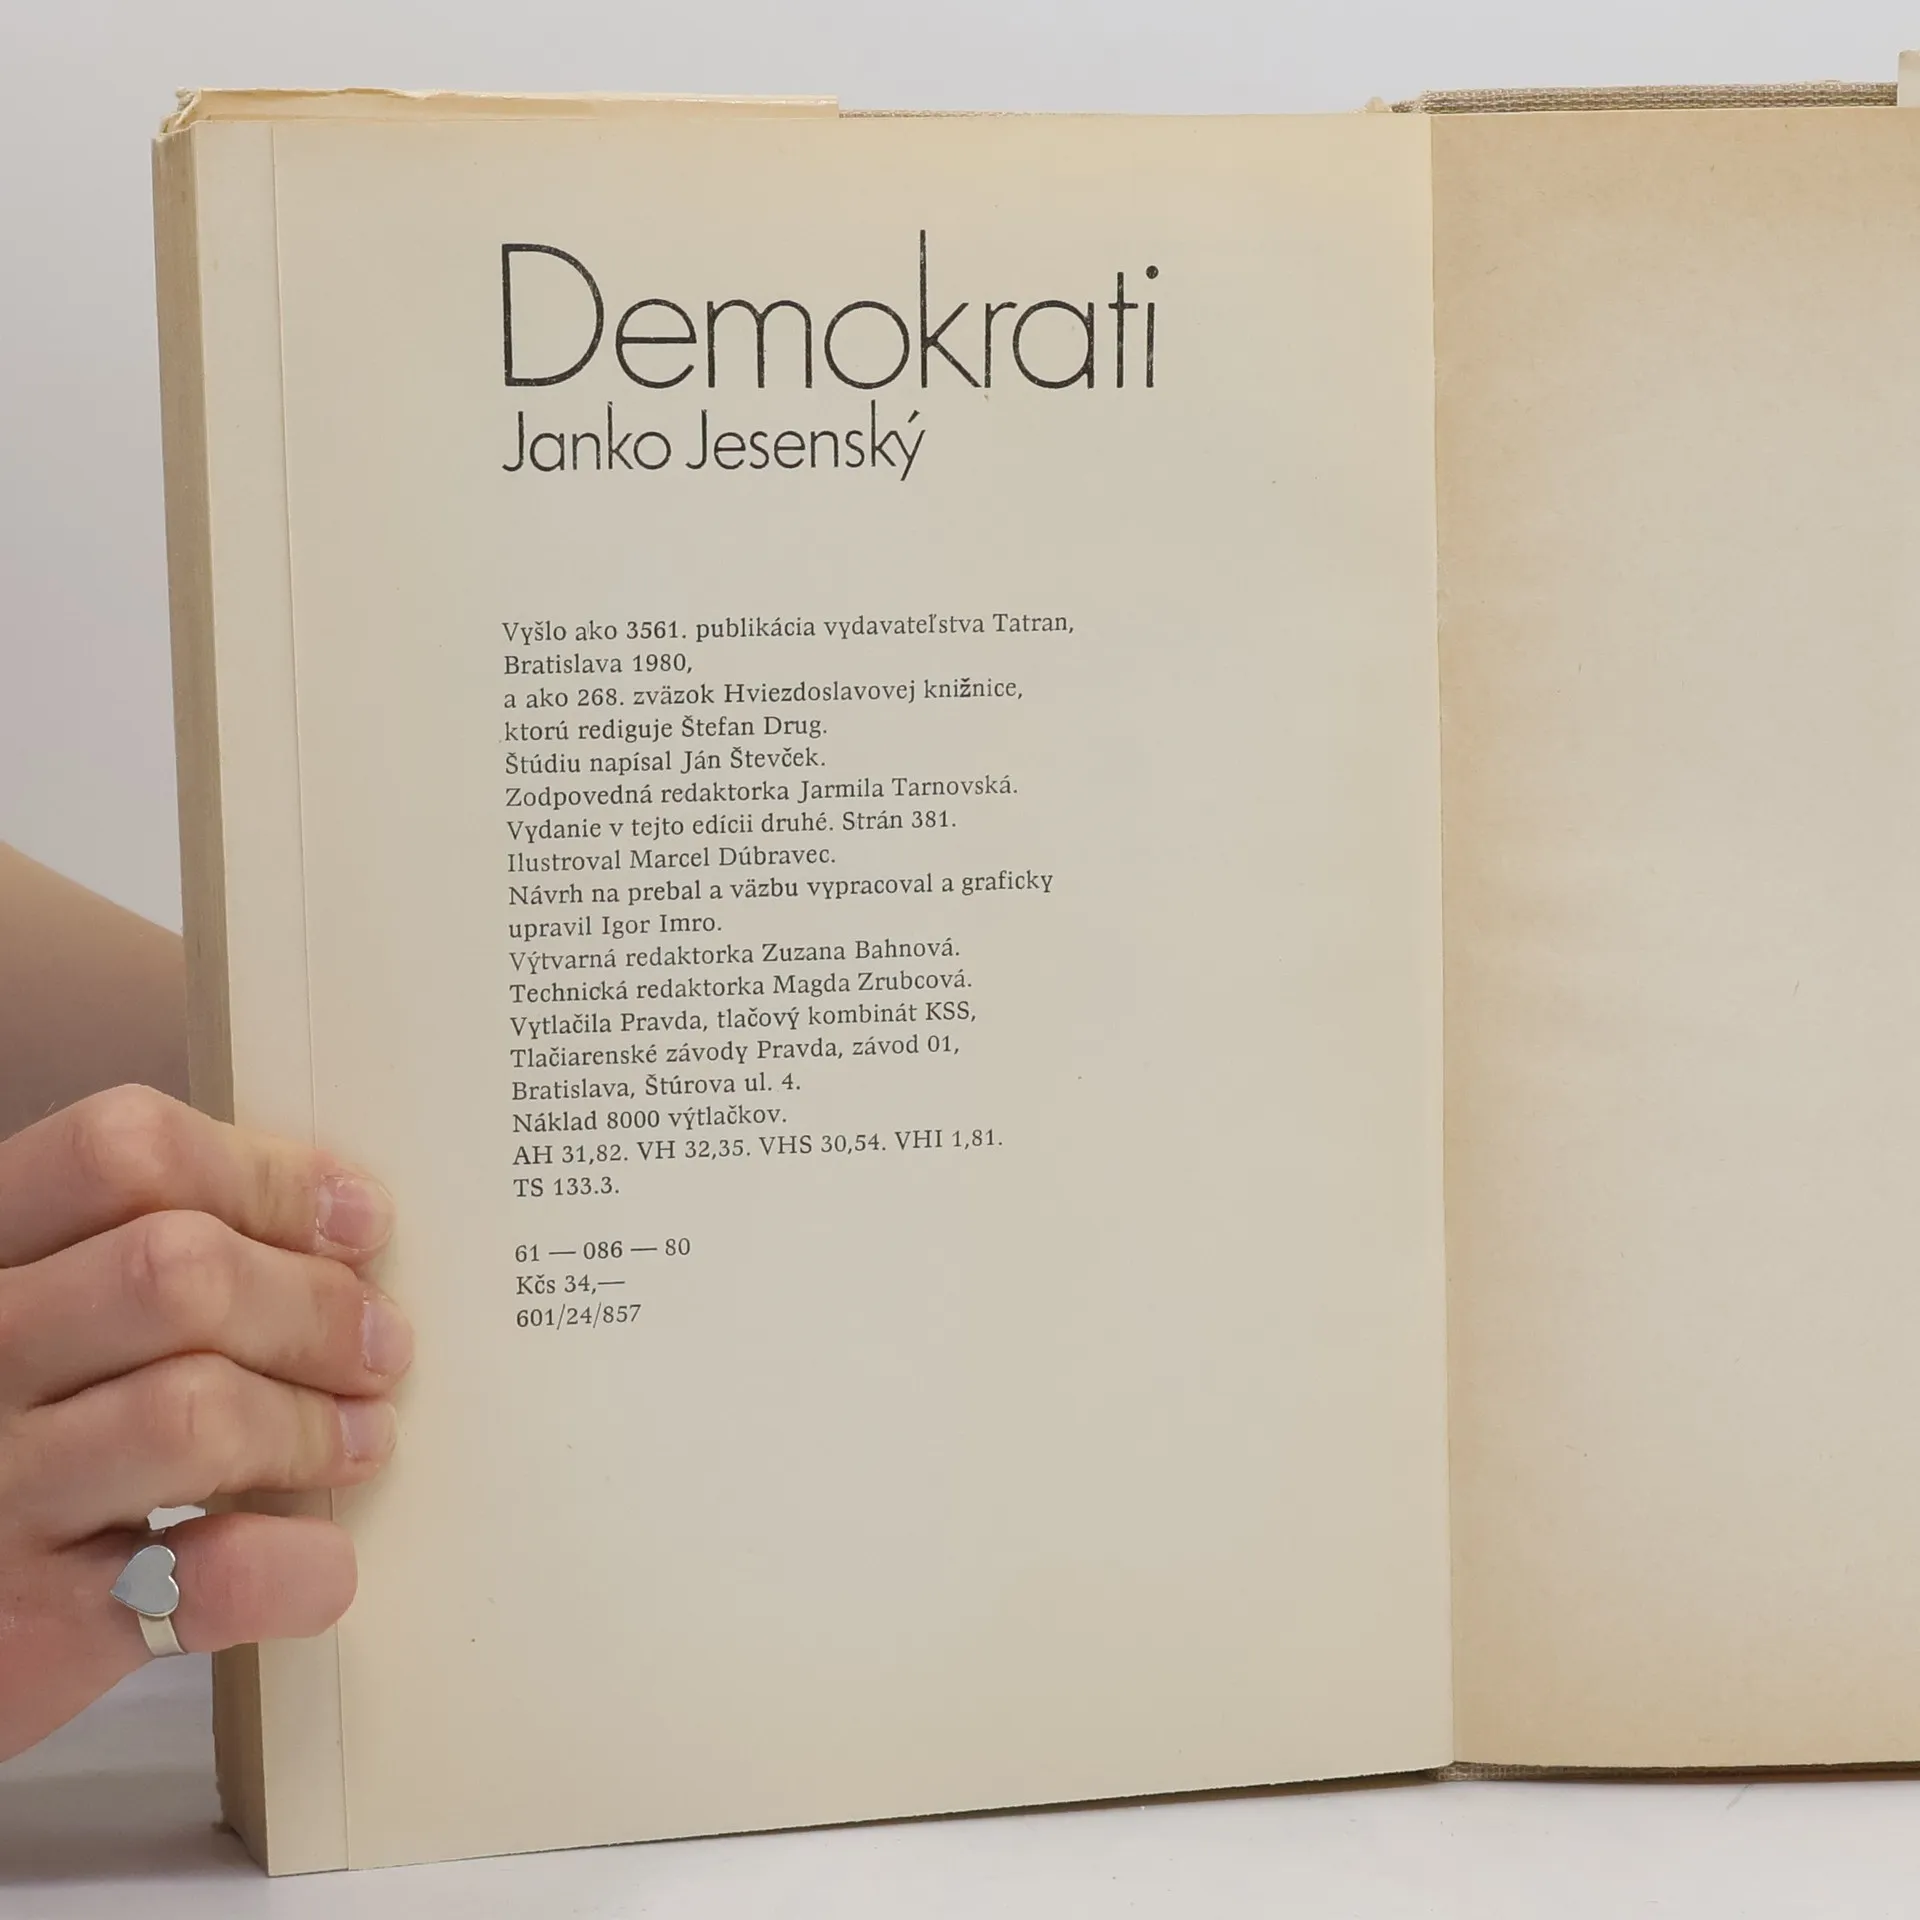 Demokrati
Janko Jesenský
Vyšlo ako 3561. publikácia vydavateľstva Tatran,
Bratislava 1980,
a ako 268. zväzok Hviezdoslavovej knižnice,
ktorú rediguje Štefan Drug.
Štúdiu napísal Ján Števček.
Zodpovedná redaktorka Jarmila Tarnovská.
Vydanie v tejto edícii druhé. Strán 381.
Ilustroval Marcel Dúbravec.
Návrh na prebal a väzbu vypracoval a graficky
upravil Igor Imro.
Výtvarná redaktorka Zuzana Bahnová.
Technická redaktorka Magda Zrubcová.
Vytlačila Pravda, tlačový kombinát KSS,
Tlačiarenské závody Pravda, závod 01,
Bratislava, Štúrova ul. 4.
Náklad 8000 výtlačkov.
AH 31,82. VH 32,35. VHS 30,54. VHI 1,81.
TS 133.3.
61 — 086 — 80
Kčs 34,—
601/24/857